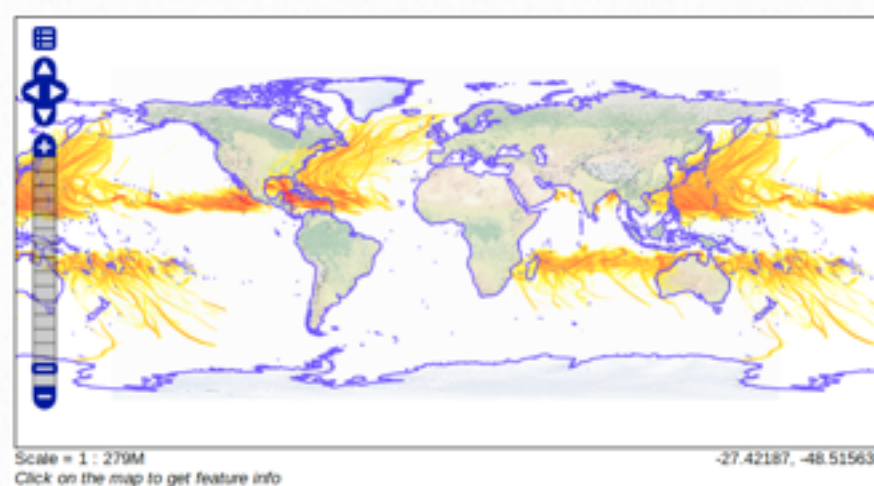 Scale = 1 : 279M
-27.42187, -48.51563
Click on the map to get feature info